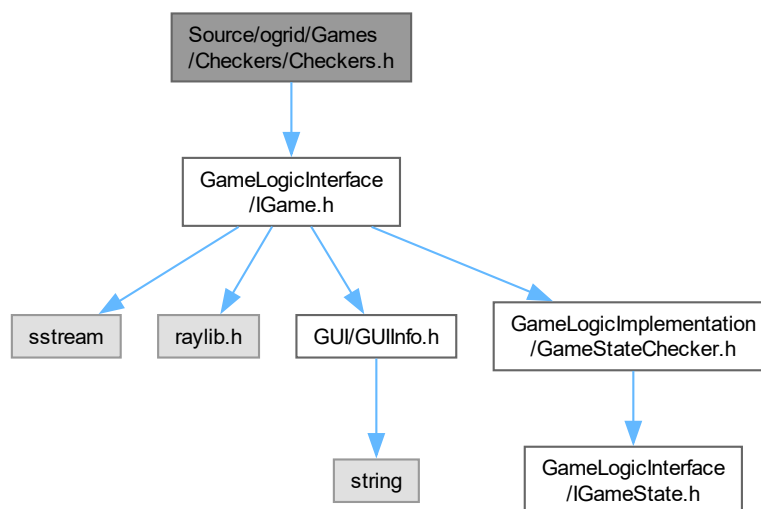 Source/ogrid/Games
/Checkers/Checkers.h
GameLogicInterface
/IGame.h
sstream
raylib.h
GUI/GUIInfo.h
GameLogicImplementation
/GameStateChecker.h
string
GameLogicInterface
/IGameState.h